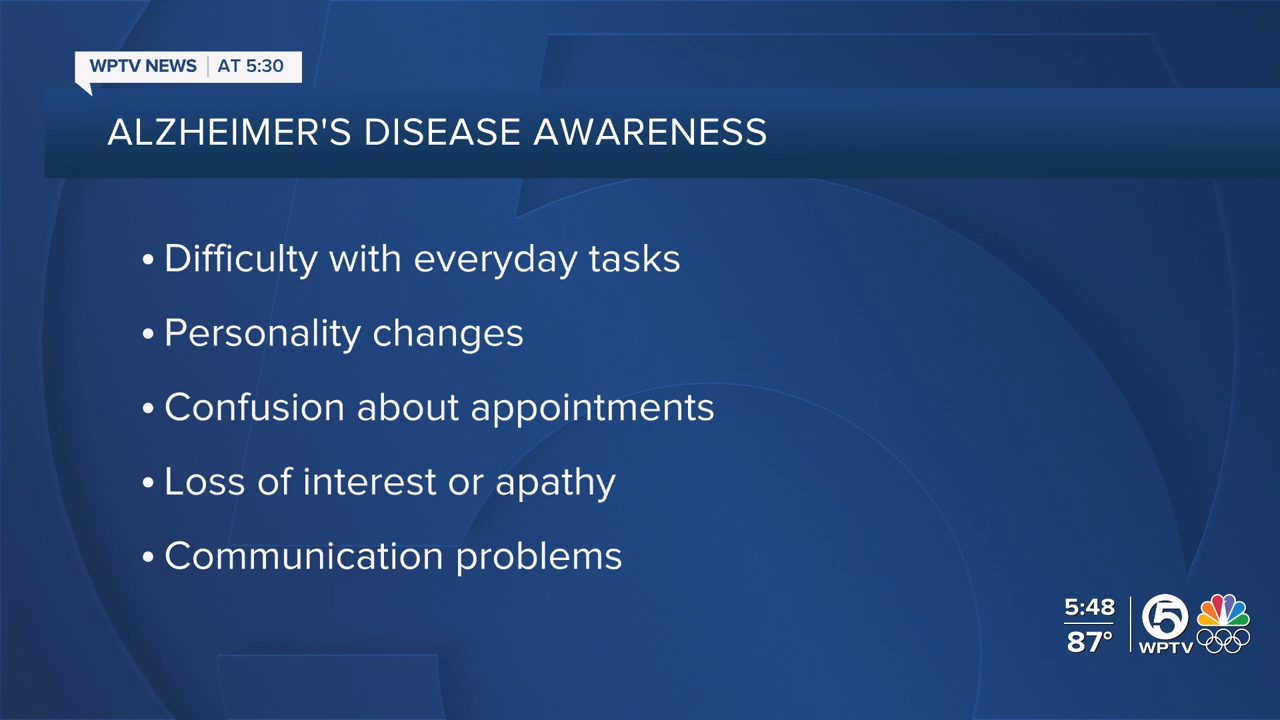 WPTV NEWS | AT 5:30
ALZHEIMER'S DISEASE AWARENESS
• Difficulty with everyday tasks
• Personality changes
• Confusion about appointments
• Loss of interest or apathy
• Communication problems
5:48
87°
5
WPTV